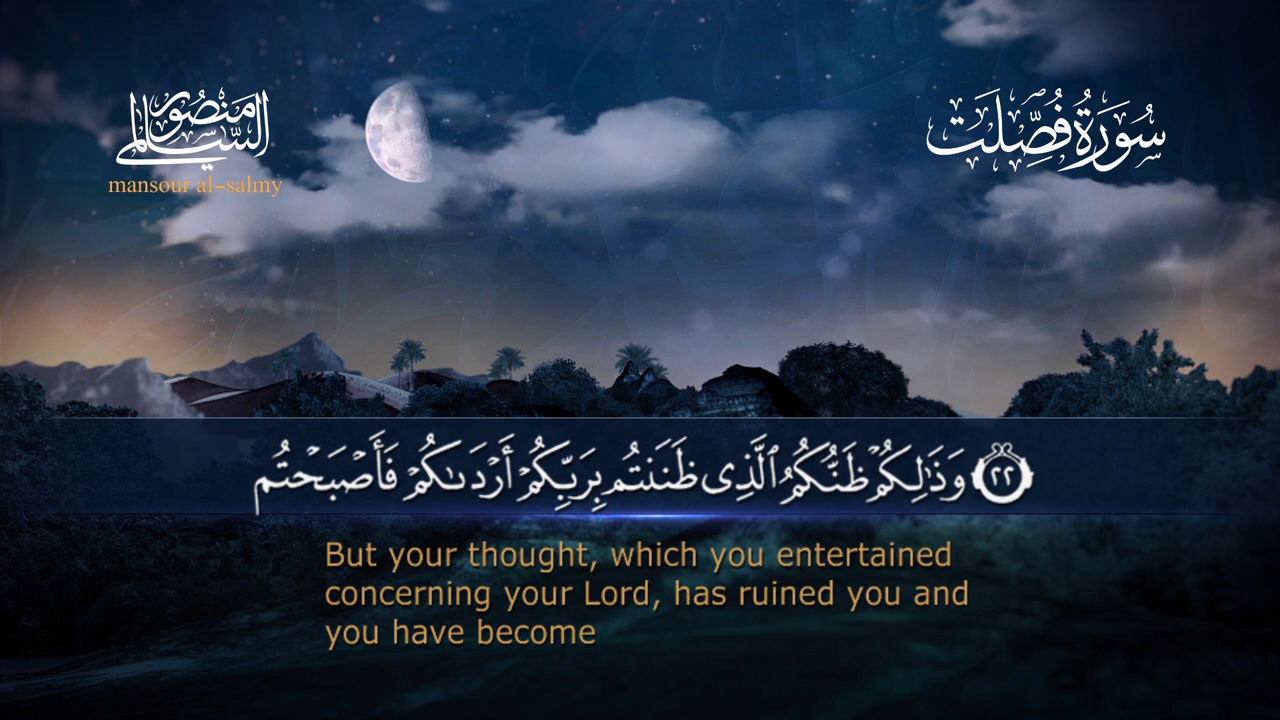 منصور السالمي
mansour al-salmy
سُورَةُ فُصِّلَت
٢٢ وَذَٰلِكُمْ ظَنُّكُمُ ٱلَّذِى ظَنَنتُم بِرَبِّكُمْ أَرْدَىٰكُمْ فَأَصْبَحْتُم
But your thought, which you entertained
concerning your Lord, has ruined you and
you have become